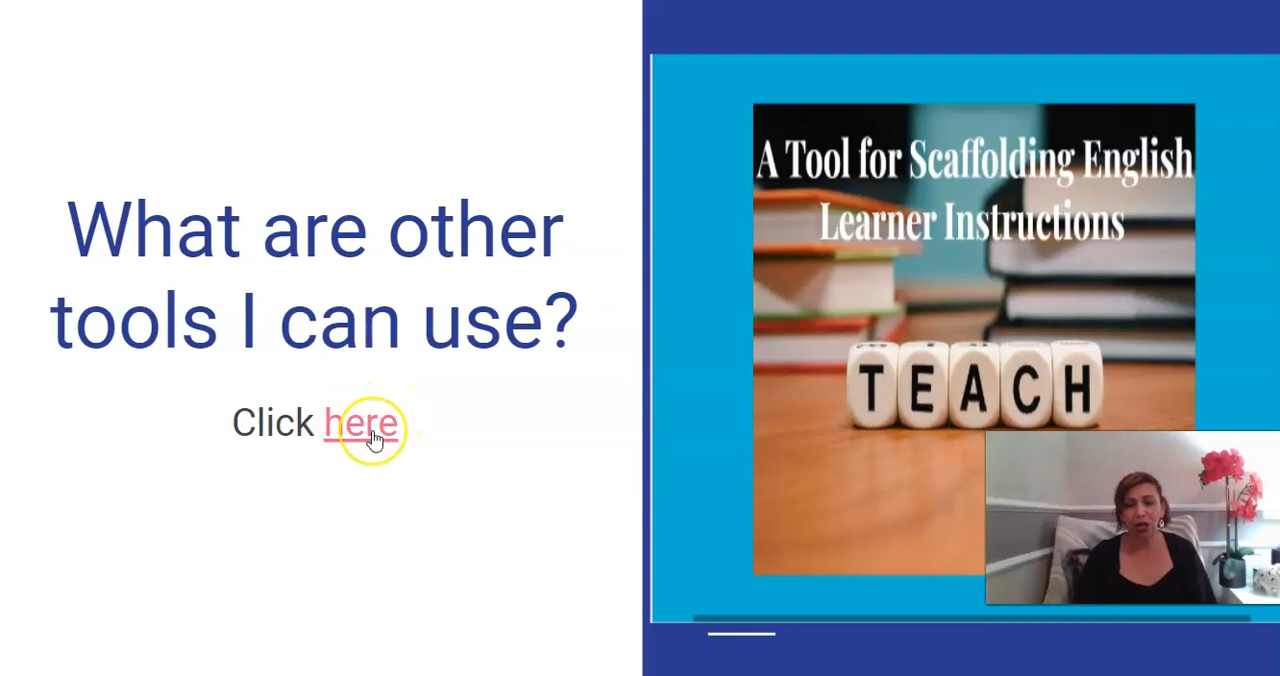 What are other
tools I can use?
Click here
A Tool for Scaffolding English
Learner Instructions
TEACH